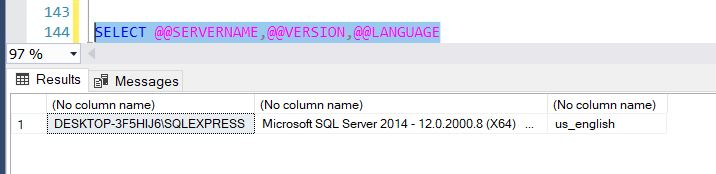 143
144 SELECT @@SERVERNAME,@@VERSION,@@LANGUAGE
97 %
Results Messages
(No column name) (No column name) (No column name)
1 DESKTOP-3F5HIJ6\SQLEXPRESS Microsoft SQL Server 2014 - 12.0.2000.8 (X64) ... us_english